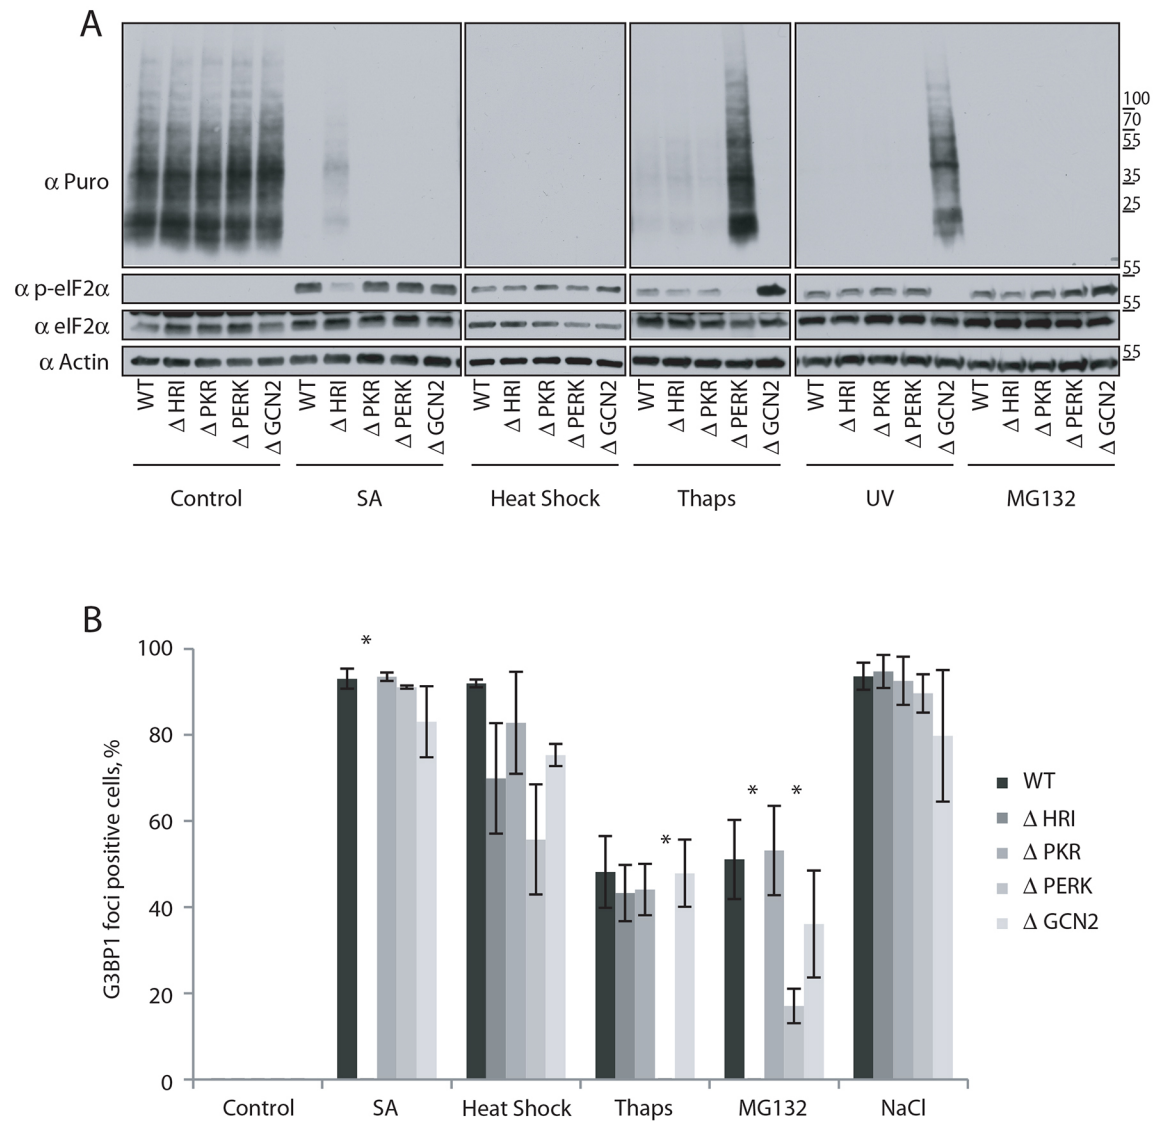 A
α Puro
100
70
55
35
25
α p-eIF2α
55
α eIF2α
55
α Actin
55
WT Δ HRI Δ PKR Δ PERK Δ GCN2 WT Δ HRI Δ PKR Δ PERK Δ GCN2 WT Δ HRI Δ PKR Δ PERK Δ GCN2 WT Δ HRI Δ PKR Δ PERK Δ GCN2 WT Δ HRI Δ PKR Δ PERK Δ GCN2 WT Δ HRI Δ PKR Δ PERK Δ GCN2
Control SA Heat Shock Thaps UV MG132
B
G3BP1 foci positive cells, %
100
80
60
40
20
0
* * * *
WT
Δ HRI
Δ PKR
Δ PERK
Δ GCN2
Control SA Heat Shock Thaps MG132 NaCl